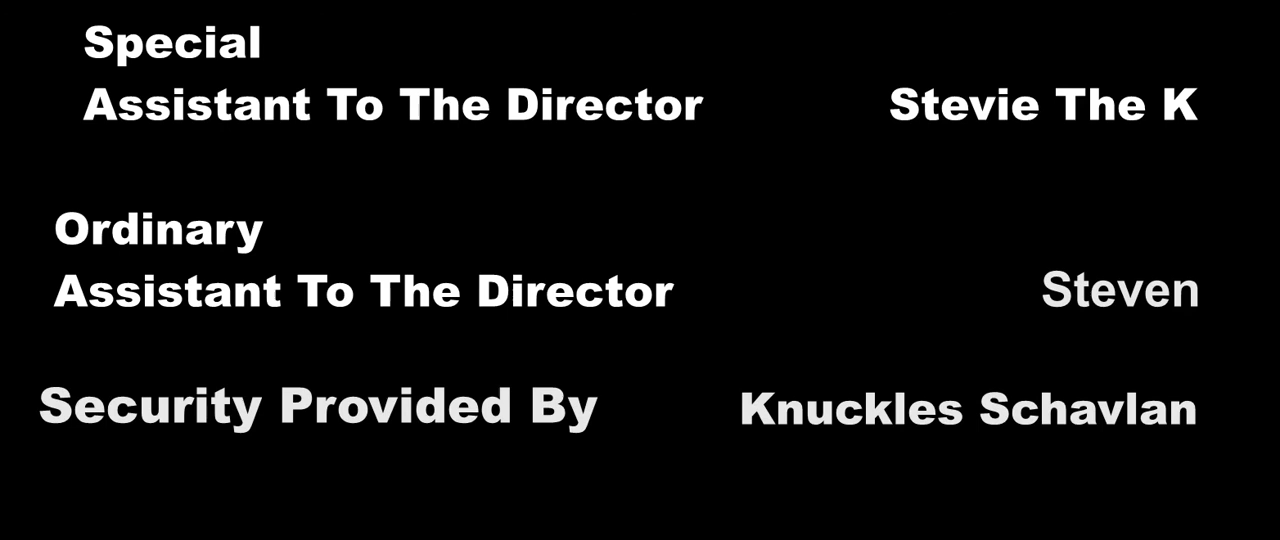 Special
Assistant To The Director Stevie The K
Ordinary
Assistant To The Director Steven
Security Provided By Knuckles Schavlan